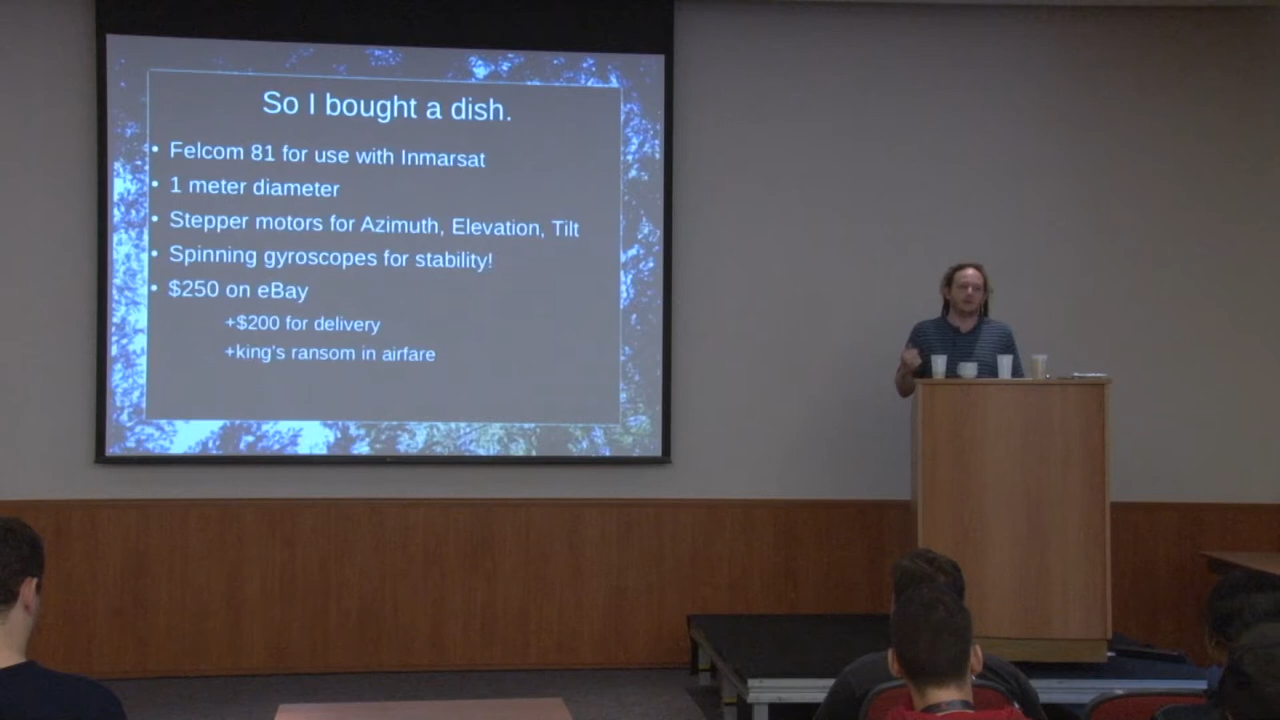 So I bought a dish.
• Felcom 81 for use with Inmarsat
• 1 meter diameter
• Stepper motors for Azimuth, Elevation, Tilt
• Spinning gyroscopes for stability!
• $250 on eBay
+$200 for delivery
+king's ransom in airfare